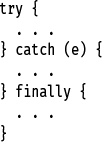 try {
  . . .
} catch (e) {
  . . .
} finally {
  . . .
}